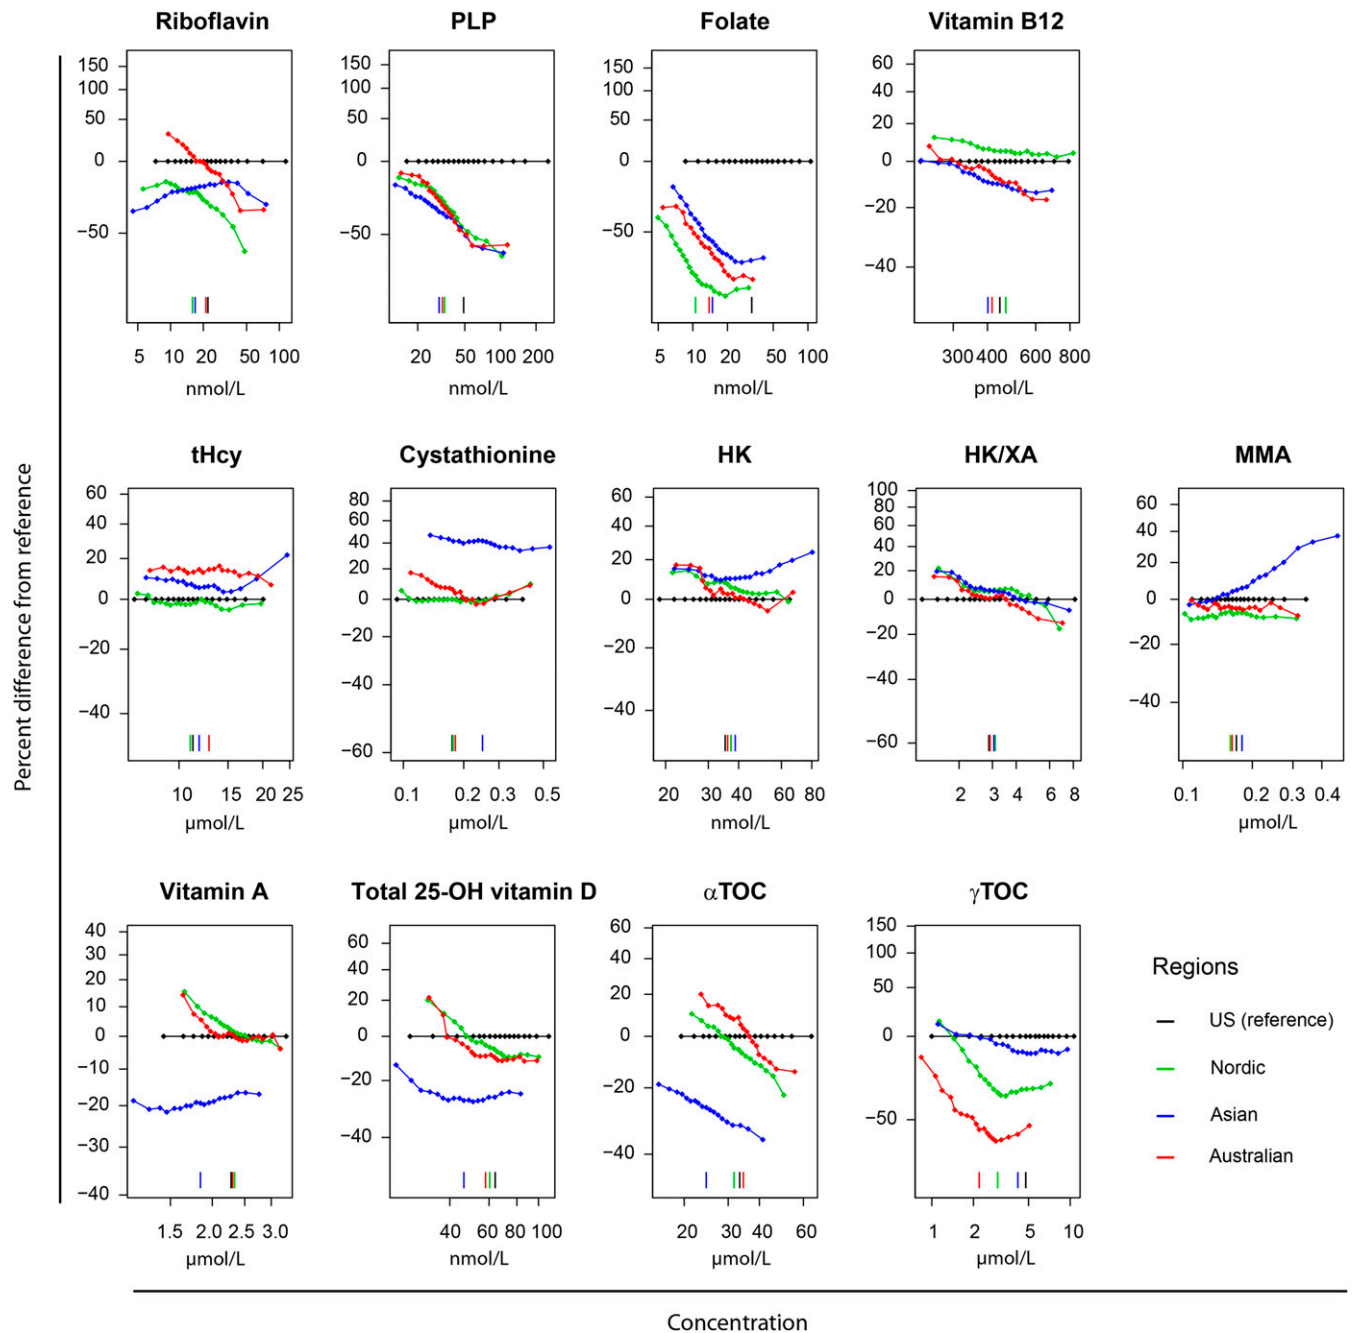 Riboflavin PLP Folate Vitamin B12
150 150 150 60
100 100 100 40
50 50 50 20
0 0 0 0
−50 −50 −50 −20
−40
5 10 20 50 100 20 50 100 200 5 10 20 50 100 300 400 600 800
nmol/L nmol/L nmol/L pmol/L
tHcy Cystathionine HK HK/XA MMA
60 80 60 100 60
40 60 40 80 40
20 40 20 60 20
0 20 0 40 0
−20 0 −20 20 −20
−40 −20 −40 0 −40
−40 −20
−60 −40
−60
10 15 20 25 0.1 0.2 0.3 0.5 20 30 40 60 80 2 3 4 6 8 0.1 0.2 0.3 0.4
µmol/L µmol/L nmol/L µmol/L
Vitamin A Total 25-OH vitamin D αTOC γTOC
40 60 60 150
30 40 40 100
20 20 20 50
10 0 0 0
0 −20 −20 −50
−10 −40 −40
−20
−30
−40
1.5 2.0 2.5 3.0 40 60 80 100 20 30 40 60 1 2 5 10
µmol/L nmol/L µmol/L µmol/L
Regions
US (reference)
Nordic
Asian
Australian
Percent difference from reference
Concentration